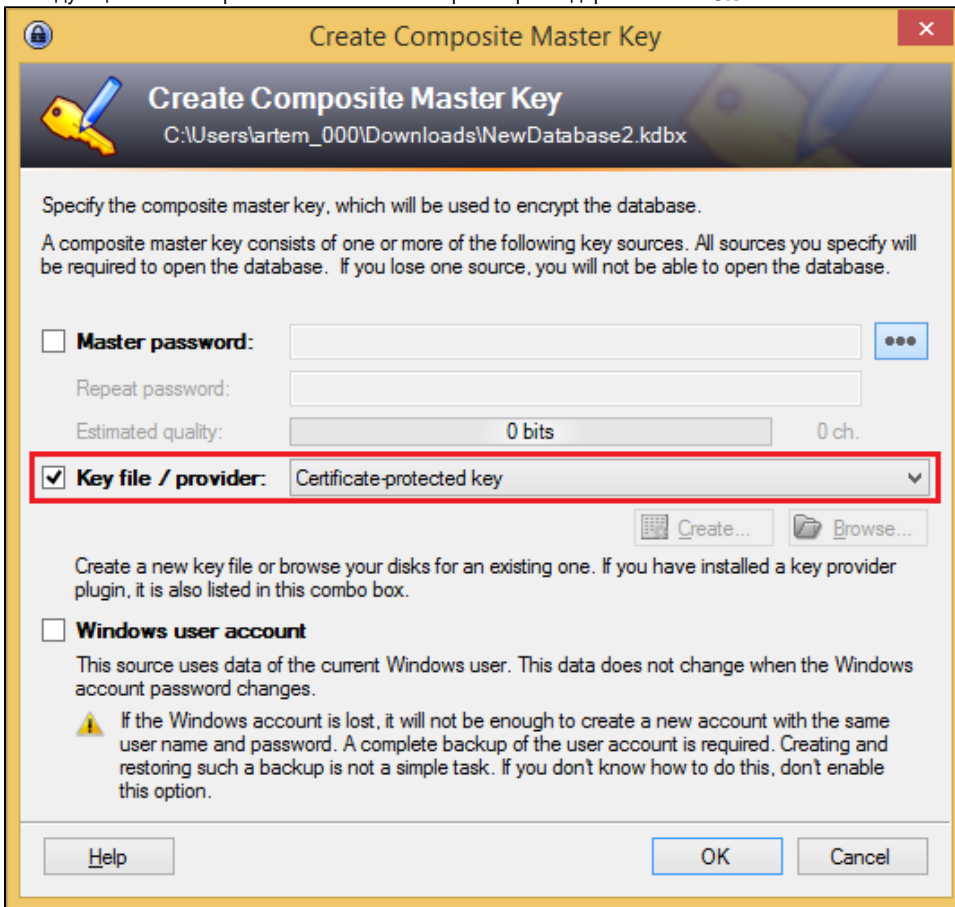 Create Composite Master Key
Create Composite Master Key
C:\Users\artem_000\Downloads\NewDatabase2.kdbx
Specify the composite master key, which will be used to encrypt the database.
A composite master key consists of one or more of the following key sources. All sources you specify will
be required to open the database. If you lose one source, you will not be able to open the database.
Master password:
Repeat password:
Estimated quality: 0 bits 0 ch.
Key file / provider: Certificate-protected key
Create... Browse...
Create a new key file or browse your disks for an existing one. If you have installed a key provider
plugin, it is also listed in this combo box.
Windows user account
This source uses data of the current Windows user. This data does not change when the Windows
account password changes.
If the Windows account is lost, it will not be enough to create a new account with the same
user name and password. A complete backup of the user account is required. Creating and
restoring such a backup is not a simple task. If you don't know how to do this, don't enable
this option.
Help OK Cancel